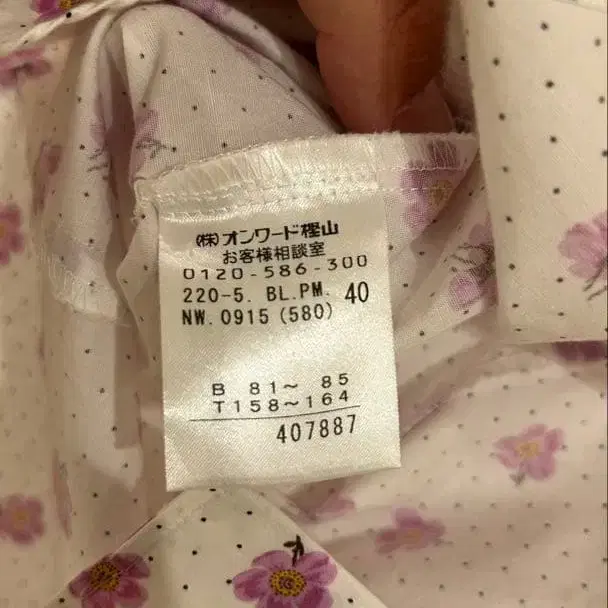 (株)オンワード樫山
お客様相談室
0120-586-300
220-5. BL.PM. 40
NW. 0915 (580)
B 81～ 85
T158～164
407887